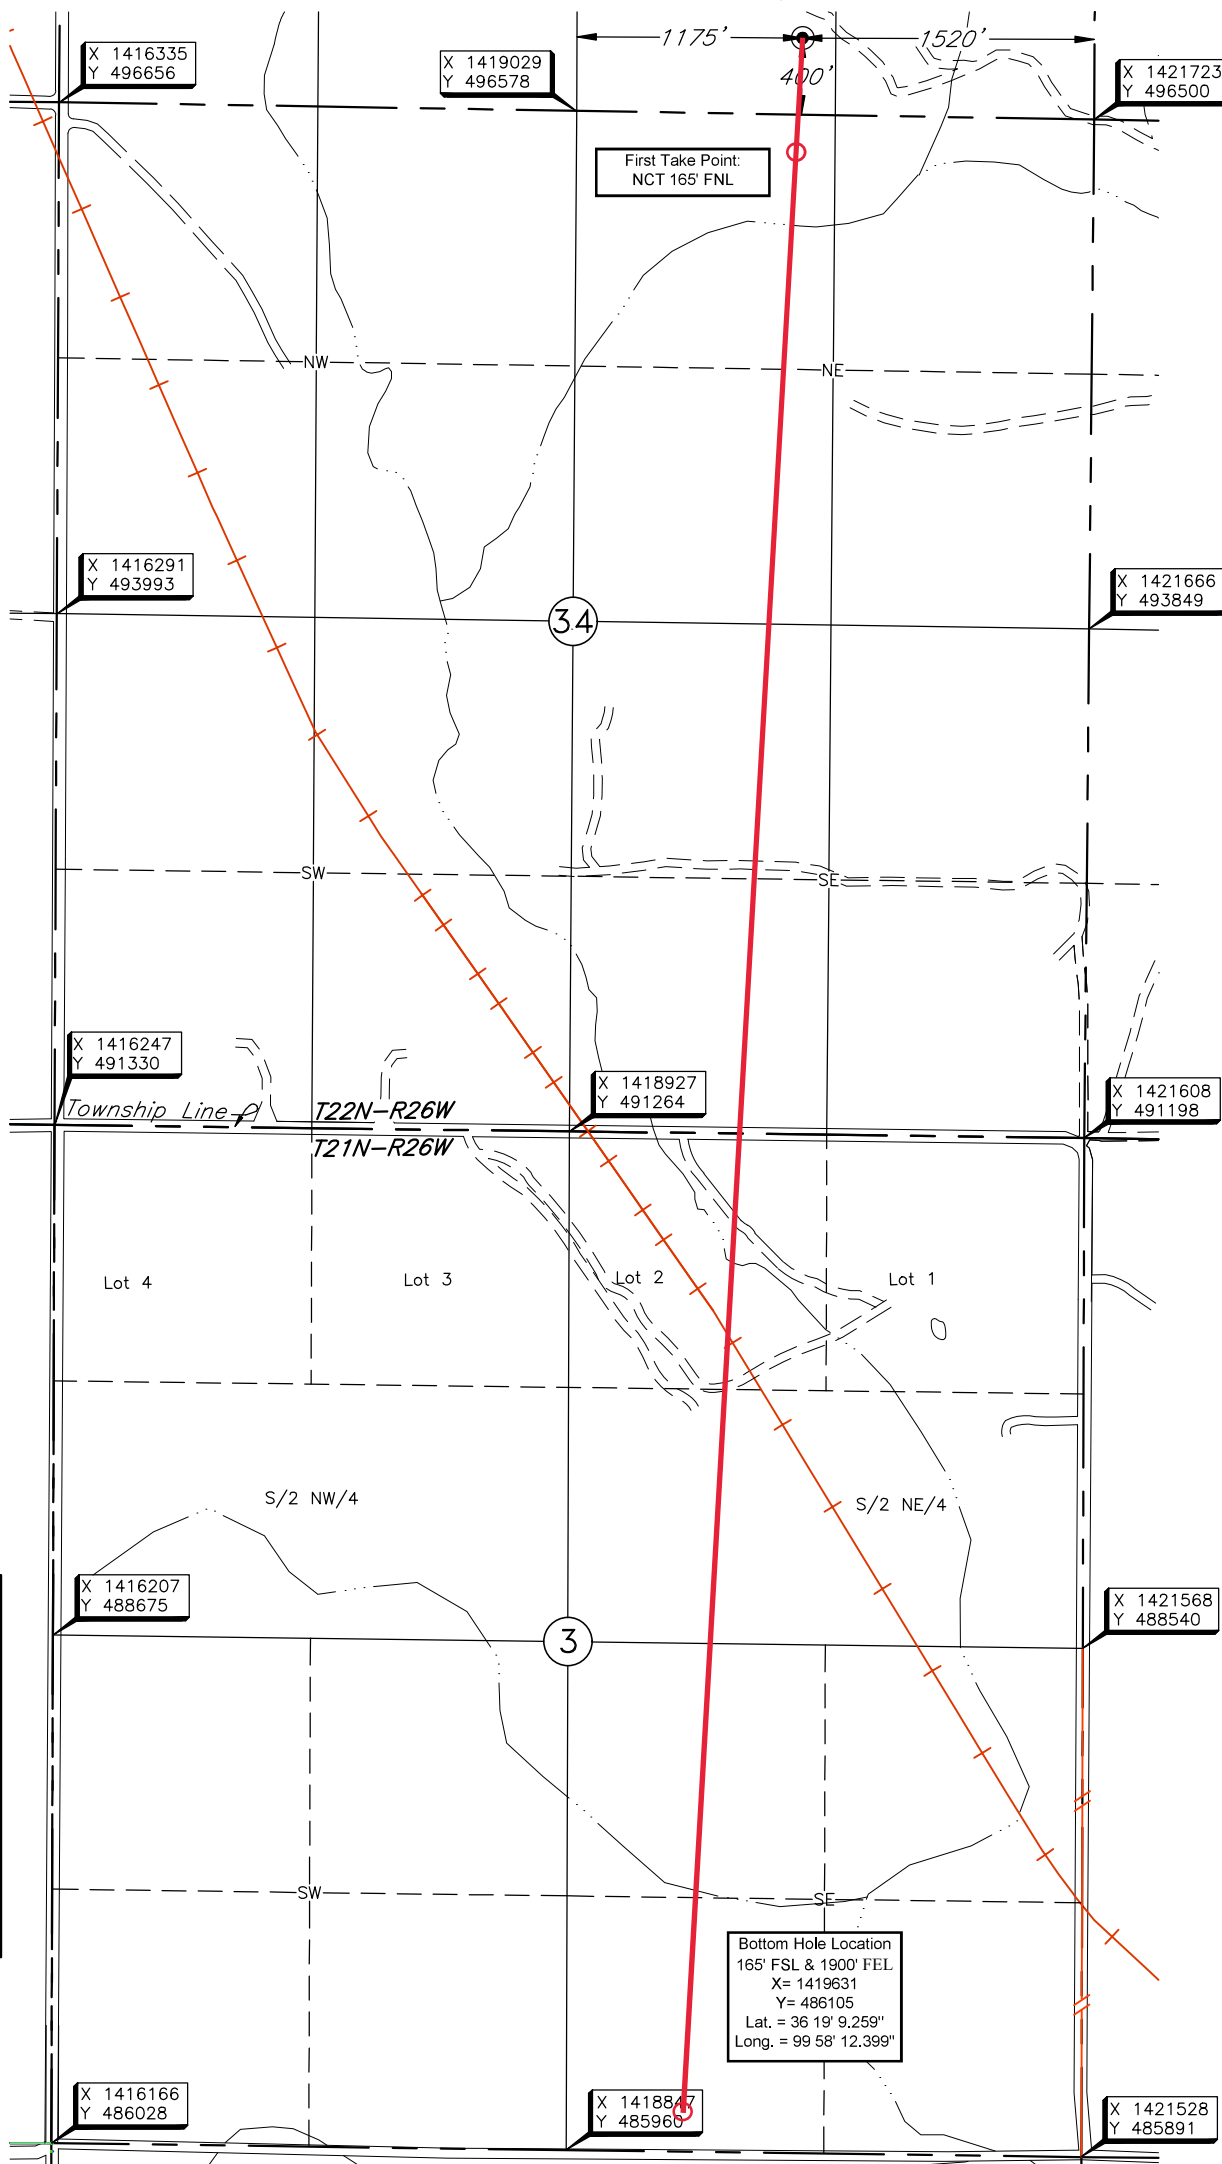 1175'
1520'
400'
X 1416335
Y 496656
X 1419029
Y 496578
X 1421723
Y 496500
First Take Point:
NCT 165' FNL
NW
NE
X 1416291
Y 493993
34
X 1421666
Y 493849
SW
SE
X 1416247
Y 491330
X 1418927
Y 491264
X 1421608
Y 491198
Township Line
T22N-R26W
T21N-R26W
Lot 4
Lot 3
Lot 2
Lot 1
S/2 NW/4
S/2 NE/4
X 1416207
Y 488675
3
X 1421568
Y 488540
SW
SE
Bottom Hole Location
165' FSL & 1900' FEL
X= 1419631
Y= 486105
Lat. = 36 19' 9.259"
Long. = 99 58' 12.399"
X 1416166
Y 486028
X 1418847
Y 485960
X 1421528
Y 485891